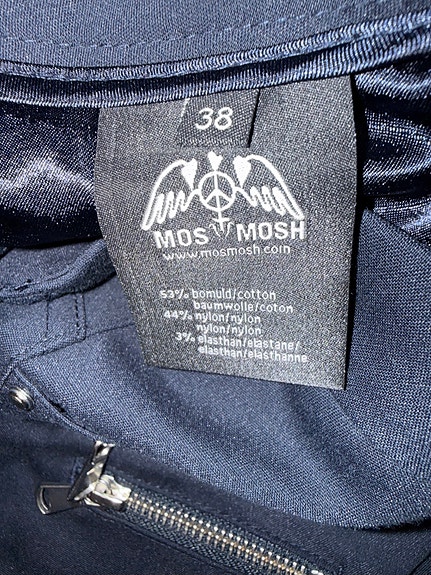 38
MOS MOSH
www.mosmosh.com
53% bomuld/cotton
baumwolle/coton
44% nylon/nylon
nylon/nylon
3% elasthan/elastane/
elasthan/elasthanne